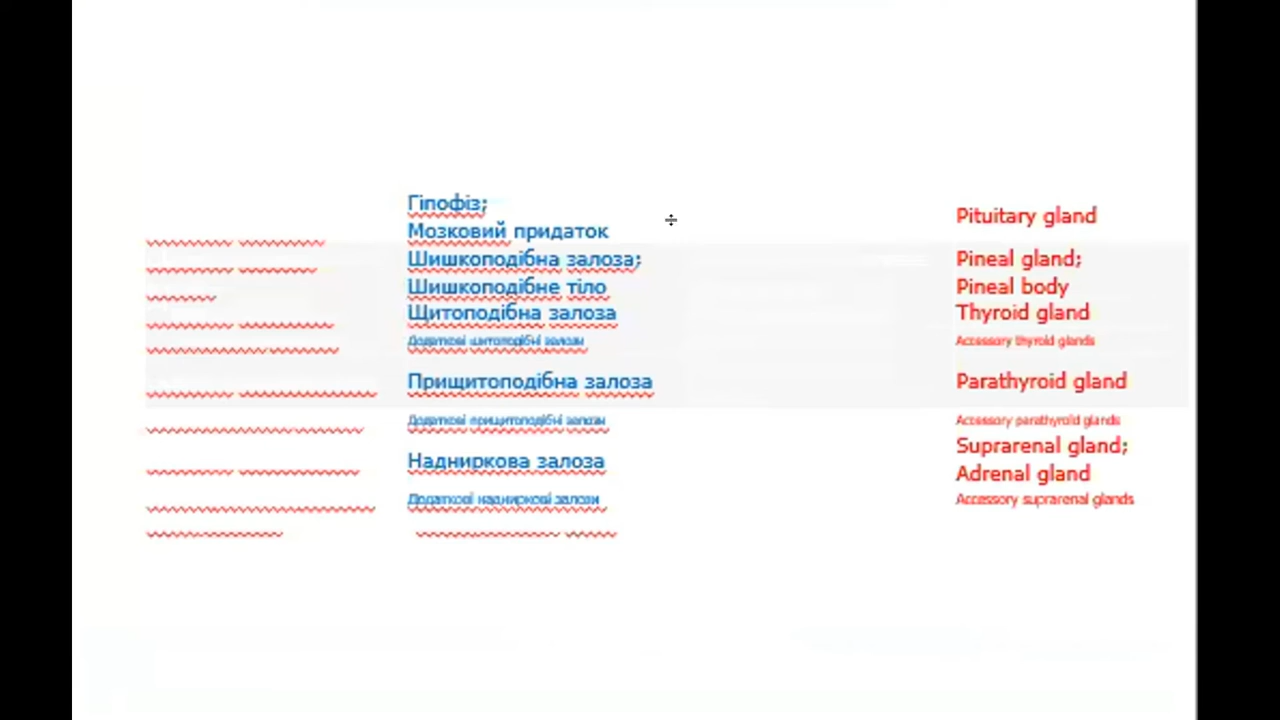 Гіпофіз;
Мозковий придаток
Pituitary gland
Шишкоподібна залоза;
Pineal gland;
Шишкоподібне тіло
Pineal body
Щитоподібна залоза
Thyroid gland
Додаткові щитоподібні залози
Accessory thyroid glands
Прищитоподібна залоза
Parathyroid gland
Додаткові прищитоподібні залози
Accessory parathyroid glands
Надниркова залоза
Suprarenal gland;
Adrenal gland
Додаткові надниркові залози
Accessory suprarenal glands